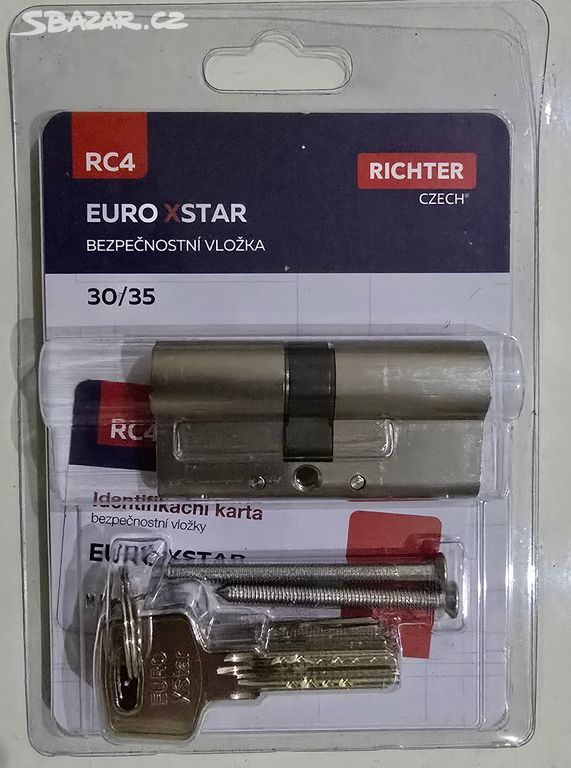 SBAZAR.CZ
RC4
RICHTER
CZECH®
EURO XSTAR
BEZPEČNOSTNÍ VLOŽKA
30/35
RC4
Identifikační karta
bezpečnostní vložky
EURO XSTAR
EURO
XStar